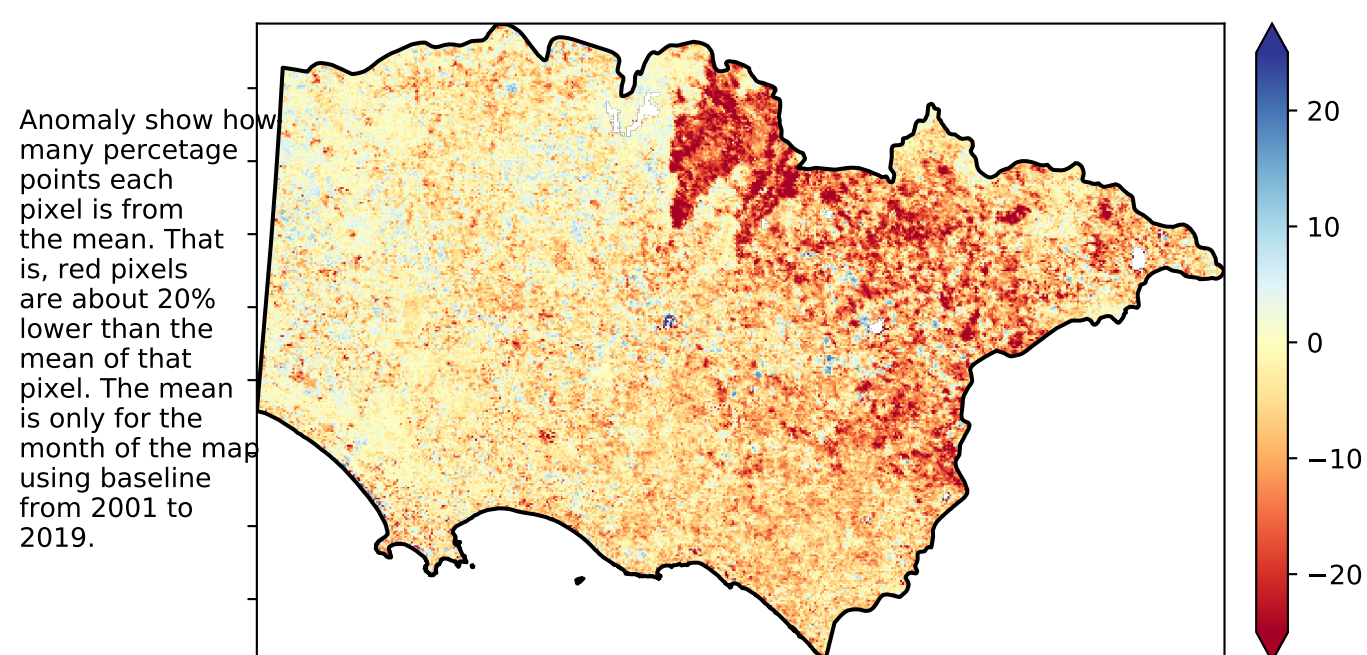 Anomaly show how
many percetage
points each
pixel is from
the mean. That
is, red pixels
are about 20%
lower than the
mean of that
pixel. The mean
is only for the
month of the map
using baseline
from 2001 to
2019.
20
10
0
−10
−20